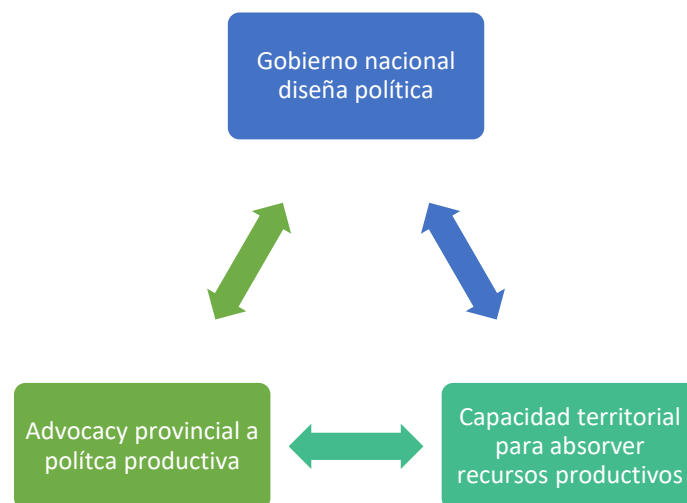 Gobierno nacional
diseña política
Advocacy provincial a
polítca productiva
Capacidad territorial
para absorver
recursos productivos